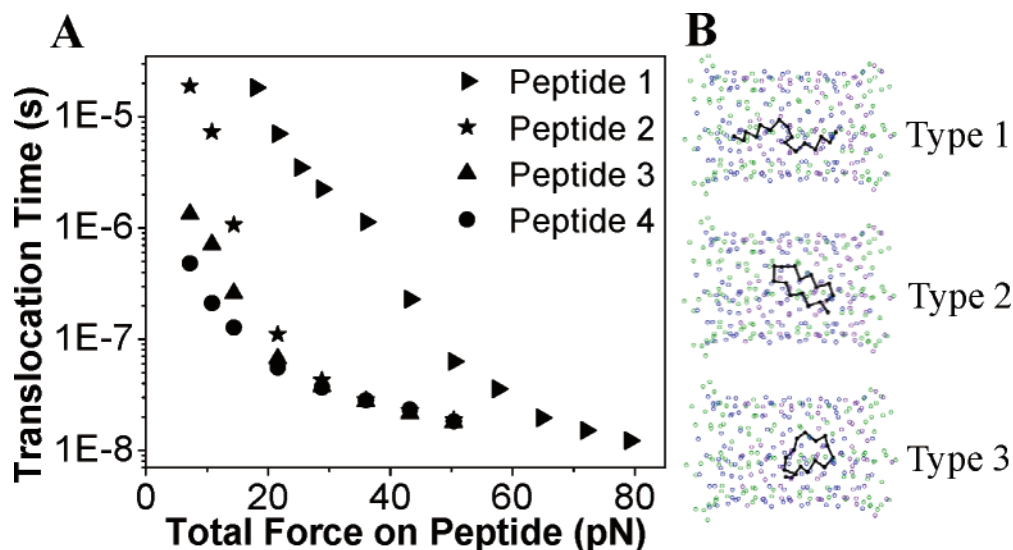 A
B
Translocation Time (s)
1E-5
1E-6
1E-7
1E-8
Peptide 1
Peptide 2
Peptide 3
Peptide 4
0
20
40
60
80
Total Force on Peptide (pN)
Type 1
Type 2
Type 3